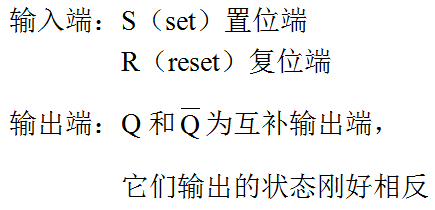 输入端：S（set）置位端
R（reset）复位端
输出端：Q 和 Q̅ 为互补输出端，
它们输出的状态刚好相反